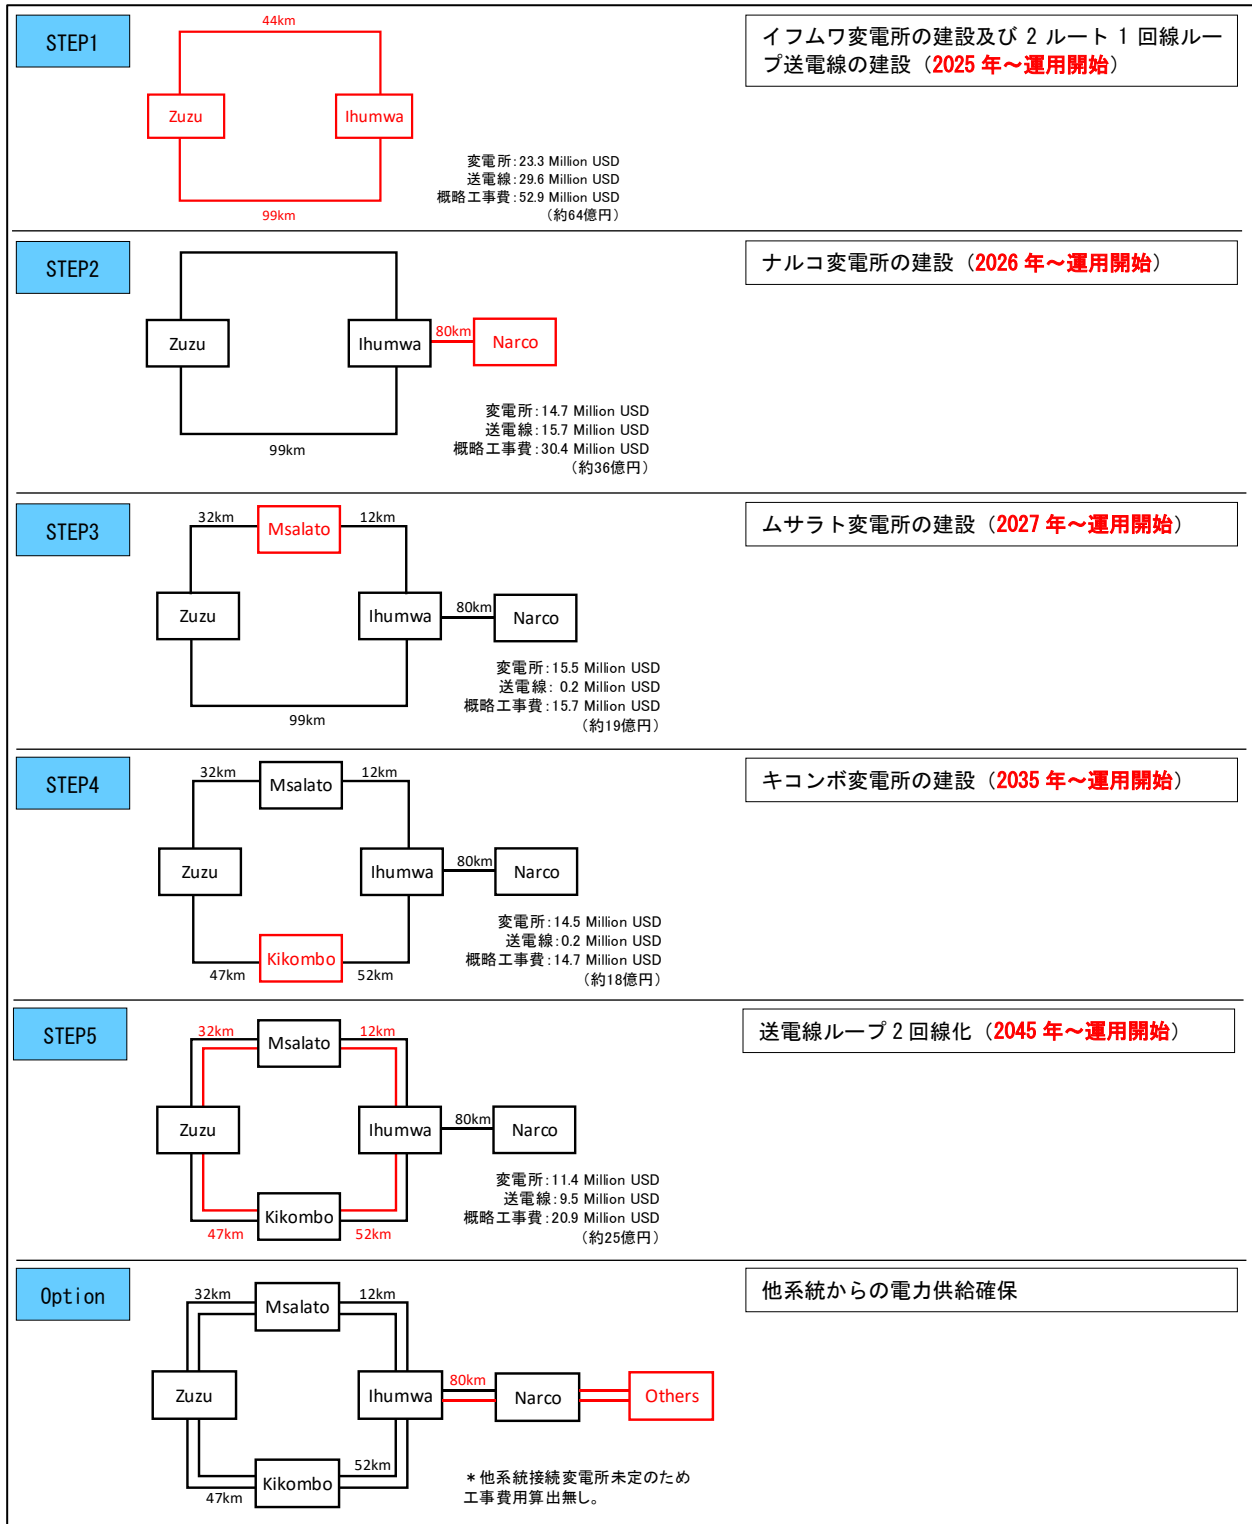 STEP1
44km
Zuzu
Ihumwa
99km
変電所:23.3 Million USD
送電線:29.6 Million USD
概略工事費:52.9 Million USD
(約64億円)
イフムワ変電所の建設及び 2 ルート 1 回線ルー
プ送電線の建設（2025 年～運用開始）
STEP2
Zuzu
Ihumwa
80km
Narco
99km
変電所:14.7 Million USD
送電線:15.7 Million USD
概略工事費:30.4 Million USD
(約36億円)
ナルコ変電所の建設（2026 年～運用開始）
STEP3
32km
Msalato
12km
Zuzu
Ihumwa
80km
Narco
99km
変電所:15.5 Million USD
送電線: 0.2 Million USD
概略工事費:15.7 Million USD
(約19億円)
ムサラト変電所の建設（2027 年～運用開始）
STEP4
32km
Msalato
12km
Zuzu
Ihumwa
80km
Narco
47km
Kikombo
52km
変電所:14.5 Million USD
送電線:0.2 Million USD
概略工事費:14.7 Million USD
(約18億円)
キコンボ変電所の建設（2035 年～運用開始）
STEP5
32km
Msalato
12km
Zuzu
Ihumwa
80km
Narco
47km
Kikombo
52km
変電所:11.4 Million USD
送電線:9.5 Million USD
概略工事費:20.9 Million USD
(約25億円)
送電線ループ 2 回線化（2045 年～運用開始）
Option
32km
Msalato
12km
Zuzu
Ihumwa
80km
Narco
Others
47km
Kikombo
52km
＊他系統接続変電所未定のため
工事費用算出無し。
他系統からの電力供給確保